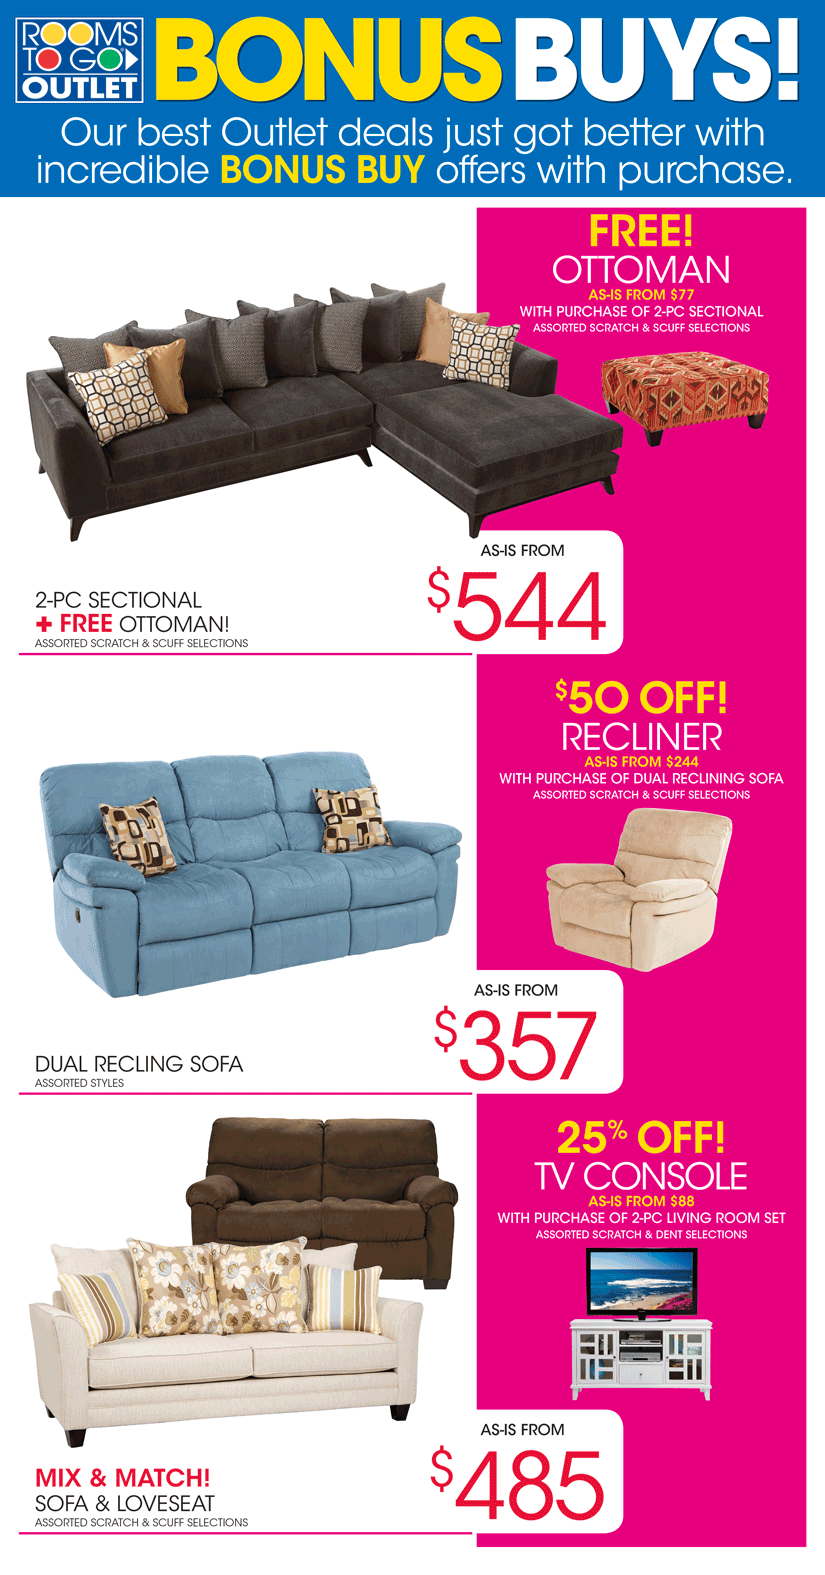 ROOMS
TO GO
OUTLET
BONUS BUYS!
Our best Outlet deals just got better with
incredible BONUS BUY offers with purchase.
FREE!
OTTOMAN
AS-IS FROM $77
WITH PURCHASE OF 2-PC SECTIONAL
ASSORTED SCRATCH & SCUFF SELECTIONS
AS-IS FROM
$544
2-PC SECTIONAL
+ FREE OTTOMAN!
ASSORTED SCRATCH & SCUFF SELECTIONS
$50 OFF!
RECLINER
AS-IS FROM $244
WITH PURCHASE OF DUAL RECLINING SOFA
ASSORTED SCRATCH & SCUFF SELECTIONS
AS-IS FROM
$357
DUAL RECLING SOFA
ASSORTED STYLES
25% OFF!
TV CONSOLE
AS-IS FROM $88
WITH PURCHASE OF 2-PC LIVING ROOM SET
ASSORTED SCRATCH & DENT SELECTIONS
AS-IS FROM
$485
MIX & MATCH!
SOFA & LOVESEAT
ASSORTED SCRATCH & SCUFF SELECTIONS